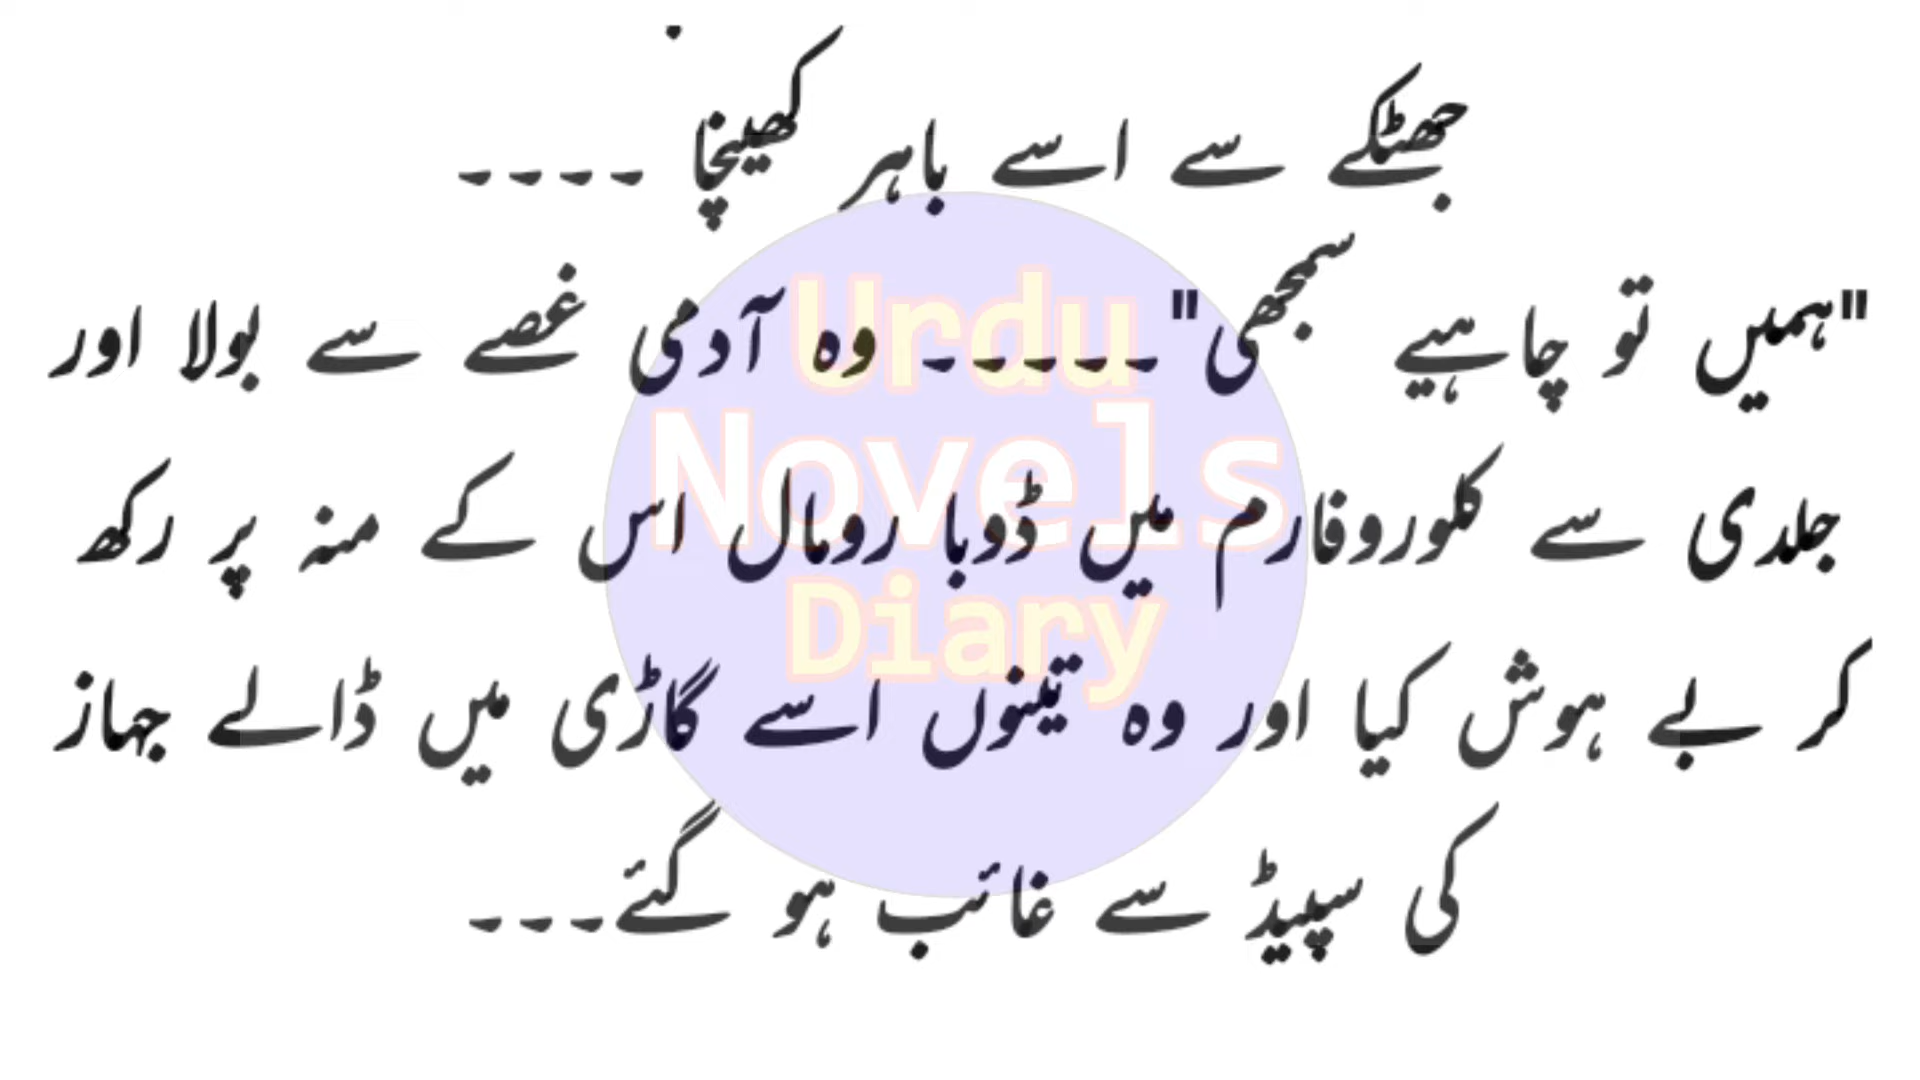 جھٹکے سے اسے باہر کھینچا ----
"ہمیں تو چاہیے سمجھی"----- وہ آدمی غصے سے بولا اور
جلدی سے کلوروفارم میں ڈوبا رومال اس کے منہ پر رکھ
کر بے ہوش کیا اور وہ تینوں اسے گاڑی میں ڈالے جہاز
کی سپیڈ سے غائب ہو گئے---
Urdu
Novels
Diary